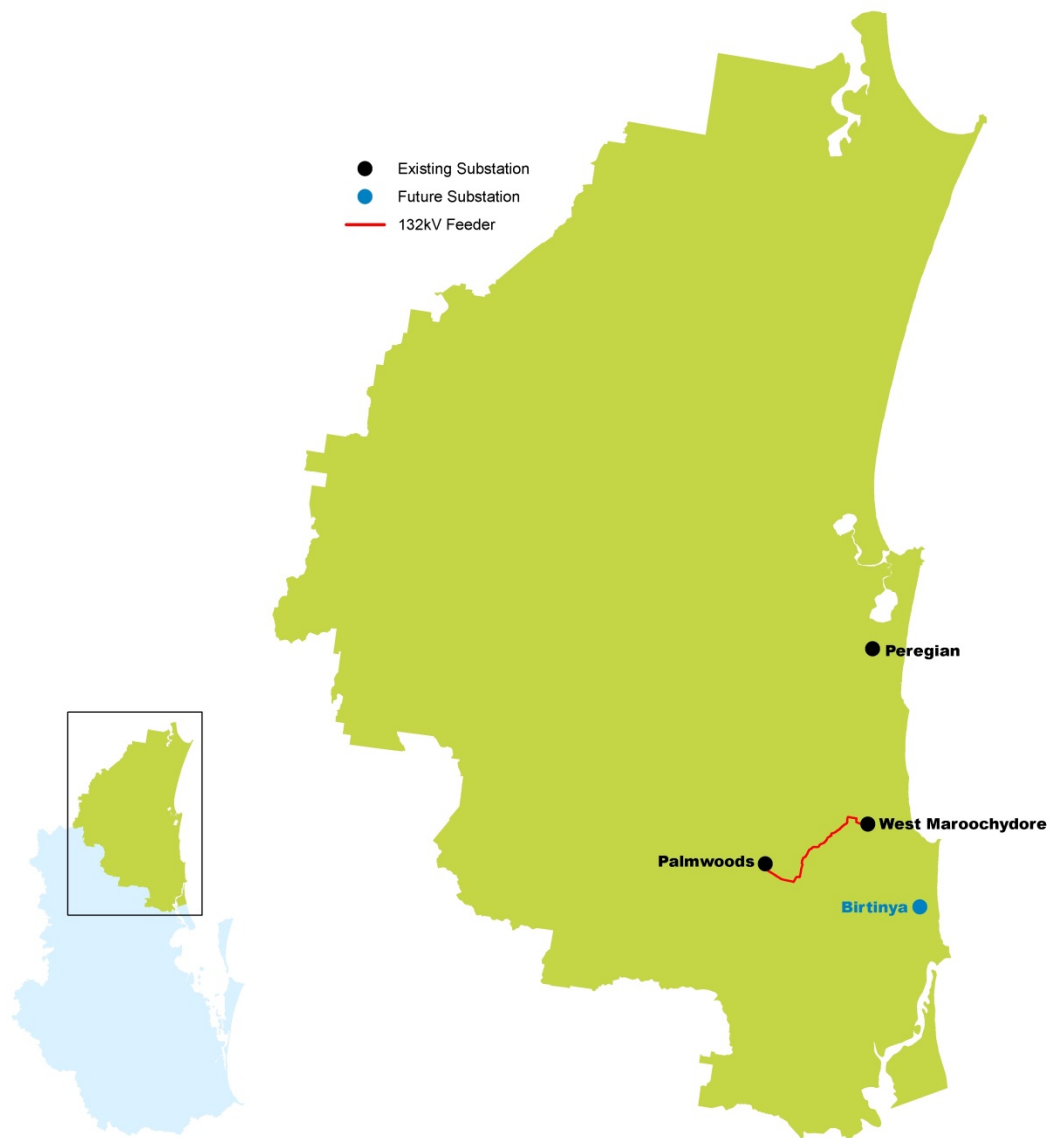 Existing Substation
Future Substation
132kV Feeder
Peregian
West Maroochydore
Palmwoods
Birtinya